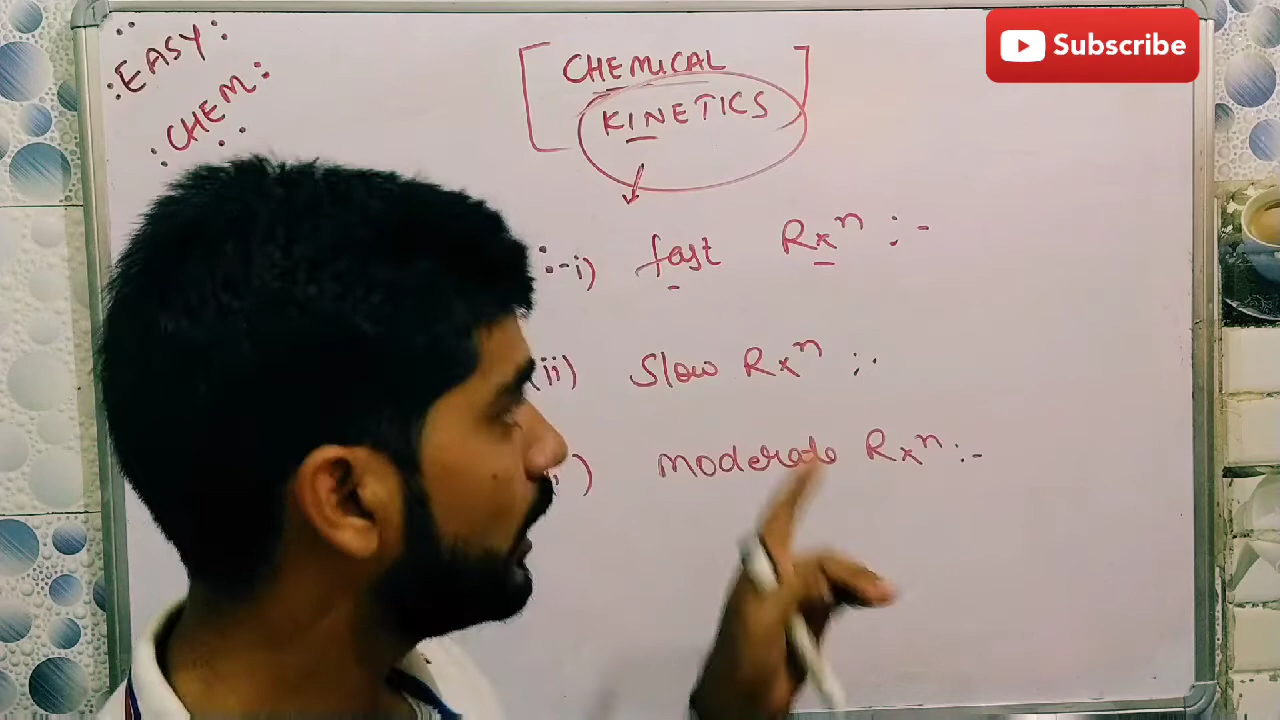 EASY
CHEM
Subscribe
CHEMICAL
KINETICS
i) fast Rxⁿ :-
ii) Slow Rxⁿ :-
) moderate Rxⁿ :-